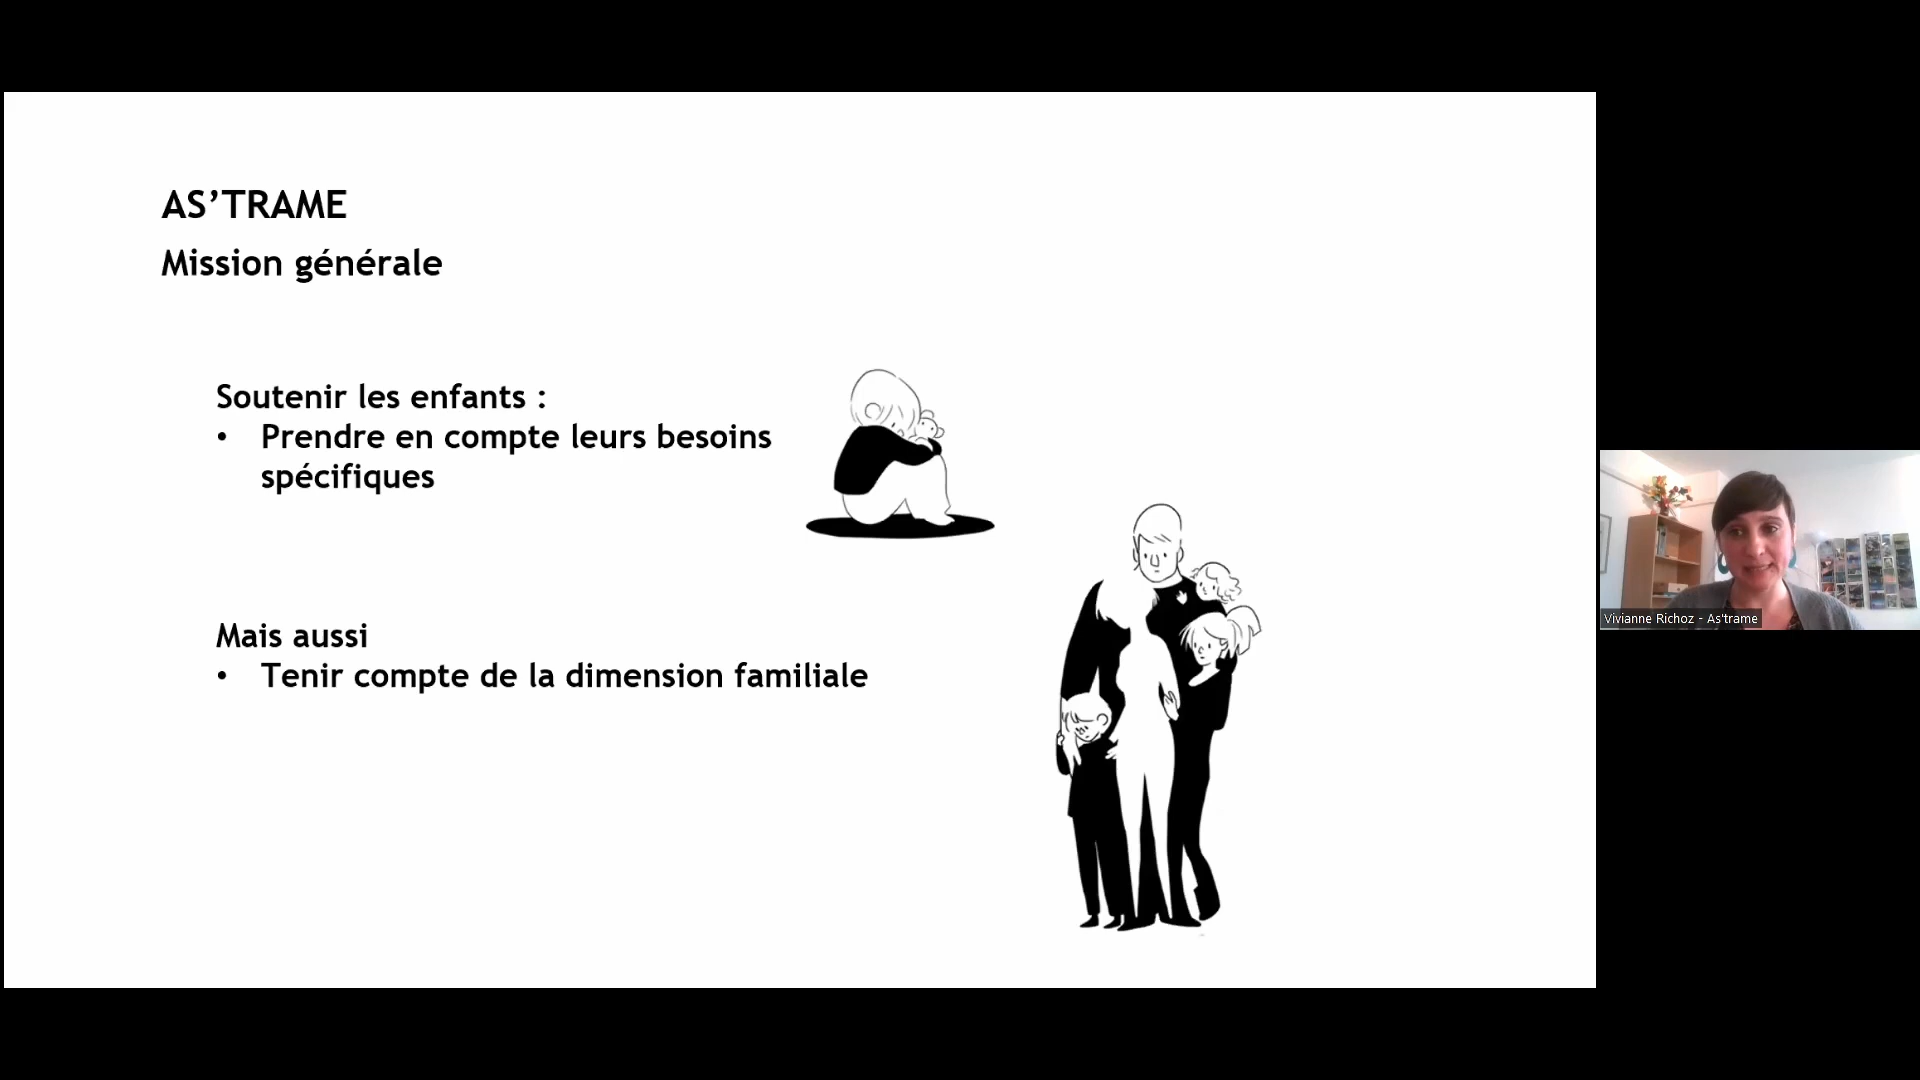 AS’TRAME
Mission générale
Soutenir les enfants :
• Prendre en compte leurs besoins
spécifiques
Mais aussi
• Tenir compte de la dimension familiale
Vivianne Richoz - As'trame